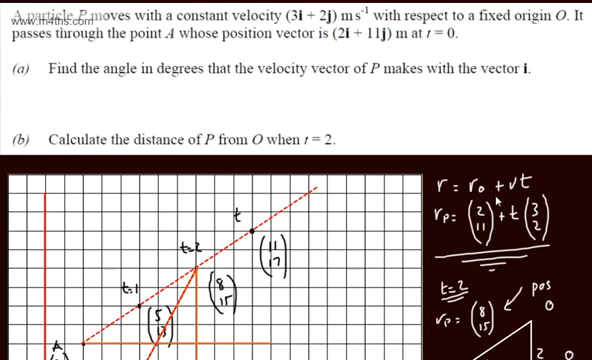 A particle P moves with a constant velocity (3i + 2j) m s⁻¹ with respect to a fixed origin O. It
www.m4ths.com
passes through the point A whose position vector is (2i + 11j) m at t = 0.
(a) Find the angle in degrees that the velocity vector of P makes with the vector i.
(b) Calculate the distance of P from O when t = 2.
r = r₀ + vt
t
rp = (2 11) + t (3 2)
t=2
(11 17)
t=2
pos
t=1
(8 15)
0
(5 13)
rp = (8 15)
A
2
0